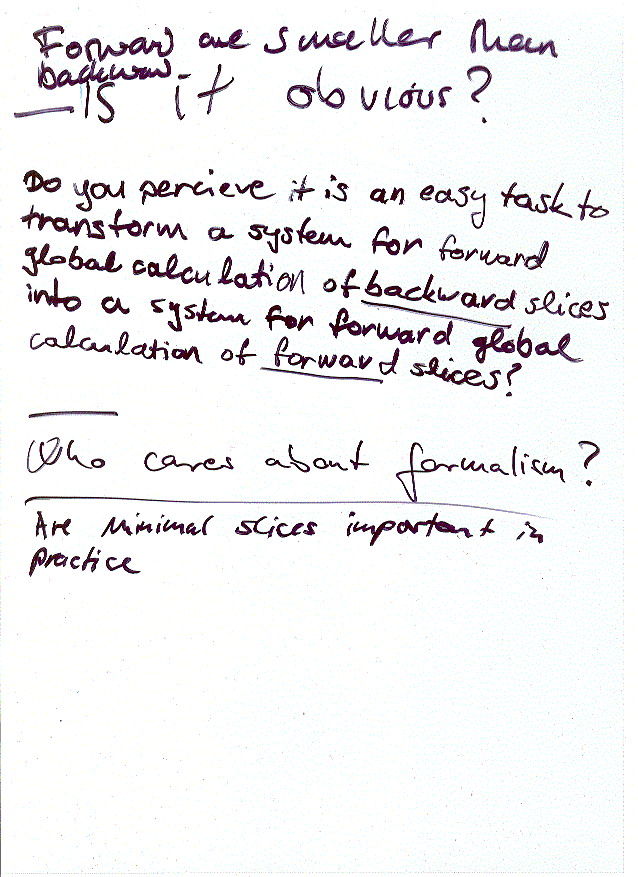 Forward are smaller than
backward
Is it obvious?
Do you percieve it is an easy task to
transform a system for forward
global calculation of backward slices
into a system for forward global
calculation of forward slices?
Who cares about formalism?
Are minimal slices important in
practice